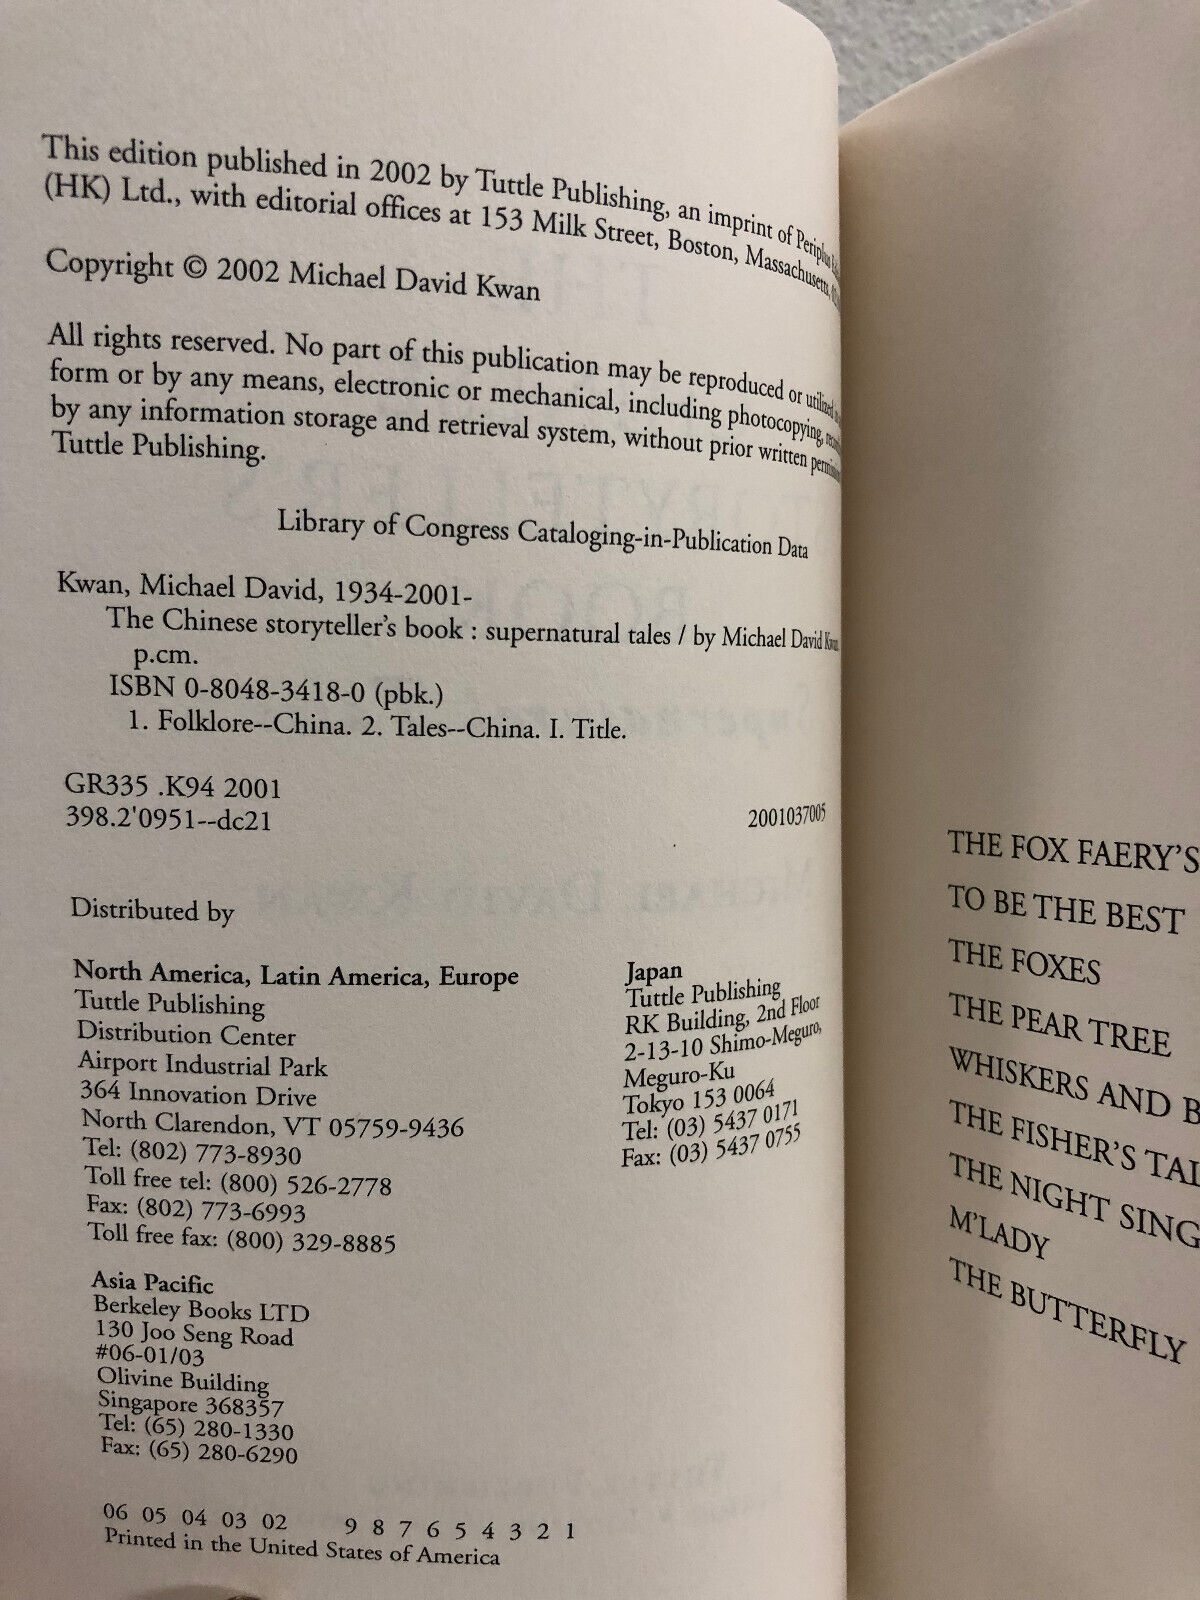 This edition published in 2002 by Tuttle Publishing, an imprint of Periplus
(HK) Ltd., with editorial offices at 153 Milk Street, Boston, Massachusetts,
Copyright © 2002 Michael David Kwan
All rights reserved. No part of this publication may be reproduced or utilized
form or by any means, electronic or mechanical, including photocopying,
by any information storage and retrieval system, without prior written
Tuttle Publishing.
Library of Congress Cataloging-in-Publication Data
Kwan, Michael David, 1934-2001-
The Chinese storyteller's book : supernatural tales / by Michael David Kwan
p.cm.
ISBN 0-8048-3418-0 (pbk.)
1. Folklore--China. 2. Tales--China. I. Title.
GR335 .K94 2001
398.2'0951--dc21
2001037005
Distributed by
North America, Latin America, Europe
Tuttle Publishing
Distribution Center
Airport Industrial Park
364 Innovation Drive
North Clarendon, VT 05759-9436
Tel: (802) 773-8930
Toll free tel: (800) 526-2778
Fax: (802) 773-6993
Toll free fax: (800) 329-8885
Japan
Tuttle Publishing
RK Building, 2nd Floor
2-13-10 Shimo-Meguro,
Meguro-Ku
Tokyo 153 0064
Tel: (03) 5437 0171
Fax: (03) 5437 0755
Asia Pacific
Berkeley Books LTD
130 Joo Seng Road
#06-01/03
Olivine Building
Singapore 368357
Tel: (65) 280-1330
Fax: (65) 280-6290
06 05 04 03 02 9 8 7 6 5 4 3 2 1
Printed in the United States of America
THE FOX FAERY'S
TO BE THE BEST
THE FOXES
THE PEAR TREE
WHISKERS AND
THE FISHER'S
THE NIGHT
M'LADY
THE BUTTERFLY